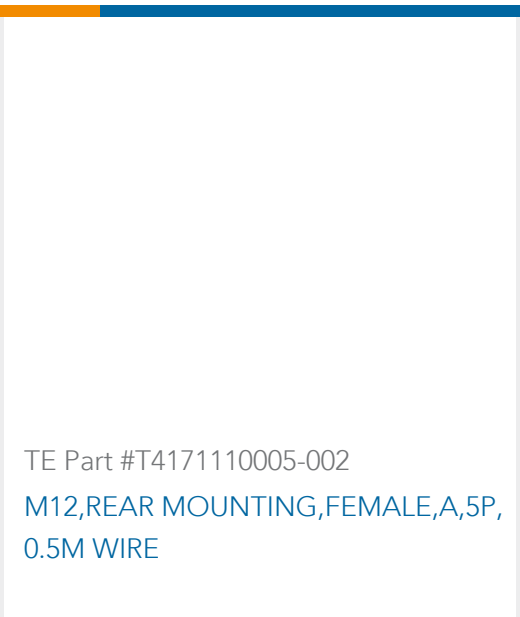 TE Part #T4171110005-002
M12,REAR MOUNTING,FEMALE,A,5P,
0.5M WIRE